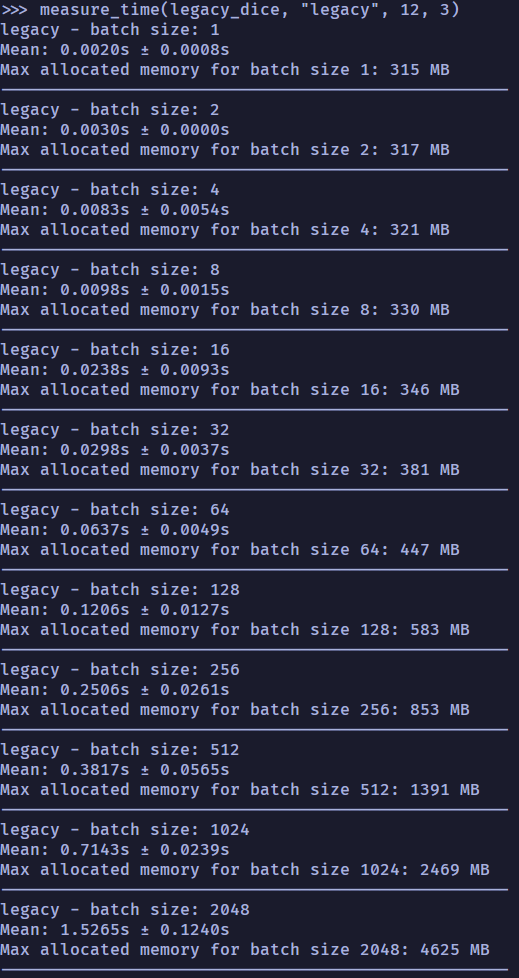 >>> measure_time(legacy_dice, "legacy", 12, 3)
legacy - batch size: 1
Mean: 0.0020s ± 0.0008s
Max allocated memory for batch size 1: 315 MB
legacy - batch size: 2
Mean: 0.0030s ± 0.0000s
Max allocated memory for batch size 2: 317 MB
legacy - batch size: 4
Mean: 0.0083s ± 0.0054s
Max allocated memory for batch size 4: 321 MB
legacy - batch size: 8
Mean: 0.0098s ± 0.0015s
Max allocated memory for batch size 8: 330 MB
legacy - batch size: 16
Mean: 0.0238s ± 0.0093s
Max allocated memory for batch size 16: 346 MB
legacy - batch size: 32
Mean: 0.0298s ± 0.0037s
Max allocated memory for batch size 32: 381 MB
legacy - batch size: 64
Mean: 0.0637s ± 0.0049s
Max allocated memory for batch size 64: 447 MB
legacy - batch size: 128
Mean: 0.1206s ± 0.0127s
Max allocated memory for batch size 128: 583 MB
legacy - batch size: 256
Mean: 0.2506s ± 0.0261s
Max allocated memory for batch size 256: 853 MB
legacy - batch size: 512
Mean: 0.3817s ± 0.0565s
Max allocated memory for batch size 512: 1391 MB
legacy - batch size: 1024
Mean: 0.7143s ± 0.0239s
Max allocated memory for batch size 1024: 2469 MB
legacy - batch size: 2048
Mean: 1.5265s ± 0.1240s
Max allocated memory for batch size 2048: 4625 MB